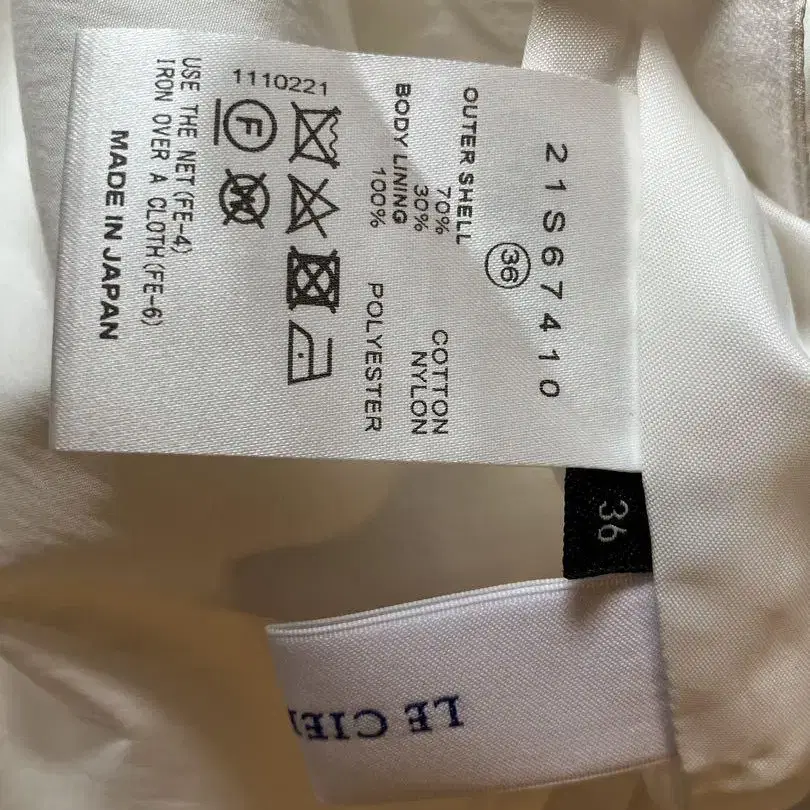 21S67410
36
OUTER SHELL
70% COTTON
30% NYLON
BODY LINING
100% POLYESTER
1110221
F
W
USE THE NET(FE-4)
IRON OVER A CLOTH(FE-6)
MADE IN JAPAN
36
LE CIE